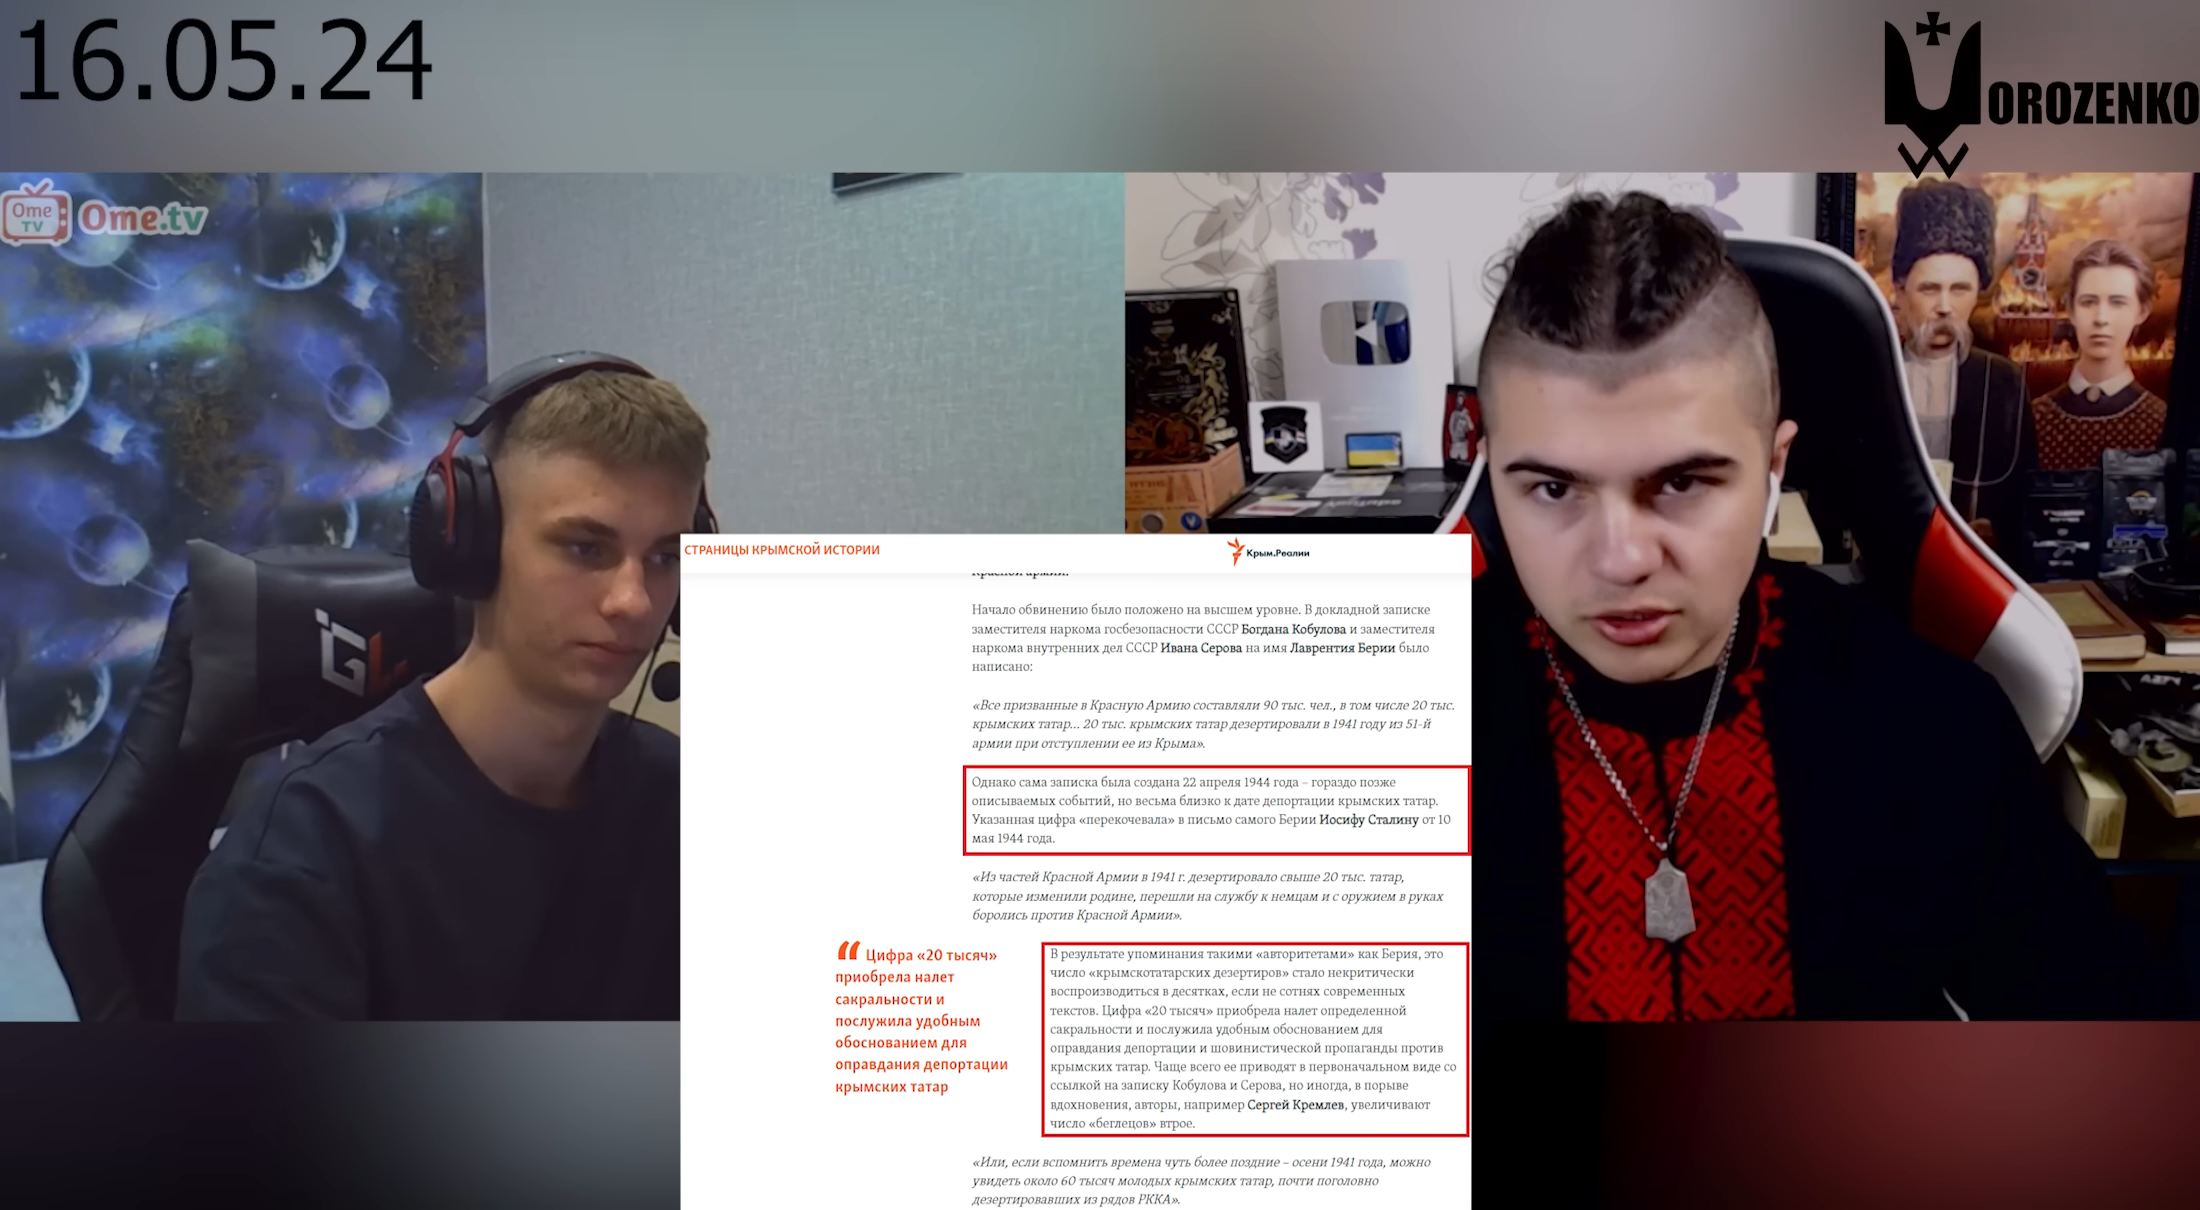 16.05.24
OROZENKO
Ome TV
Ome.tv
GL
СТРАНИЦЫ КРЫМСКОЙ ИСТОРИИ
Крым.Реалии
Красной армии.
Начало обвинению было положено на высшем уровне. В докладной записке
заместителя наркома госбезопасности СССР Богдана Кобулова и заместителя
наркома внутренних дел СССР Ивана Серова на имя Лаврентия Берии было
написано:
«Все призванные в Красную Армию составляли 90 тыс. чел., в том числе 20 тыс.
крымских татар... 20 тыс. крымских татар дезертировали в 1941 году из 51-й
армии при отступлении ее из Крыма».
Однако сама записка была создана 22 апреля 1944 года – гораздо позже
описываемых событий, но весьма близко к дате депортации крымских татар.
Указанная цифра «перекочевала» в письмо самого Берии Иосифу Сталину от 10
мая 1944 года.
«Из частей Красной Армии в 1941 г. дезертировало свыше 20 тыс. татар,
которые изменили родине, перешли на службу к немцам и с оружием в руках
боролись против Красной Армии».
“ Цифра «20 тысяч»
приобрела налет
сакральности и
послужила удобным
обоснованием для
оправдания депортации
крымских татар
В результате упоминания такими «авторитетами» как Берия, это
число «крымскотатарских дезертиров» стало некритически
воспроизводиться в десятках, если не сотнях современных
текстов. Цифра «20 тысяч» приобрела налет определенной
сакральности и послужила удобным обоснованием для
оправдания депортации и шовинистической пропаганды против
крымских татар. Чаще всего ее приводят в первоначальном виде со
ссылкой на записку Кобулова и Серова, но иногда, в порыве
вдохновения, авторы, например Сергей Кремлев, увеличивают
число «беглецов» втрое.
«Или, если вспомнить времена чуть более поздние – осени 1941 года, можно
увидеть около 60 тысяч молодых крымских татар, почти поголовно
дезертировавших из рядов РККА».